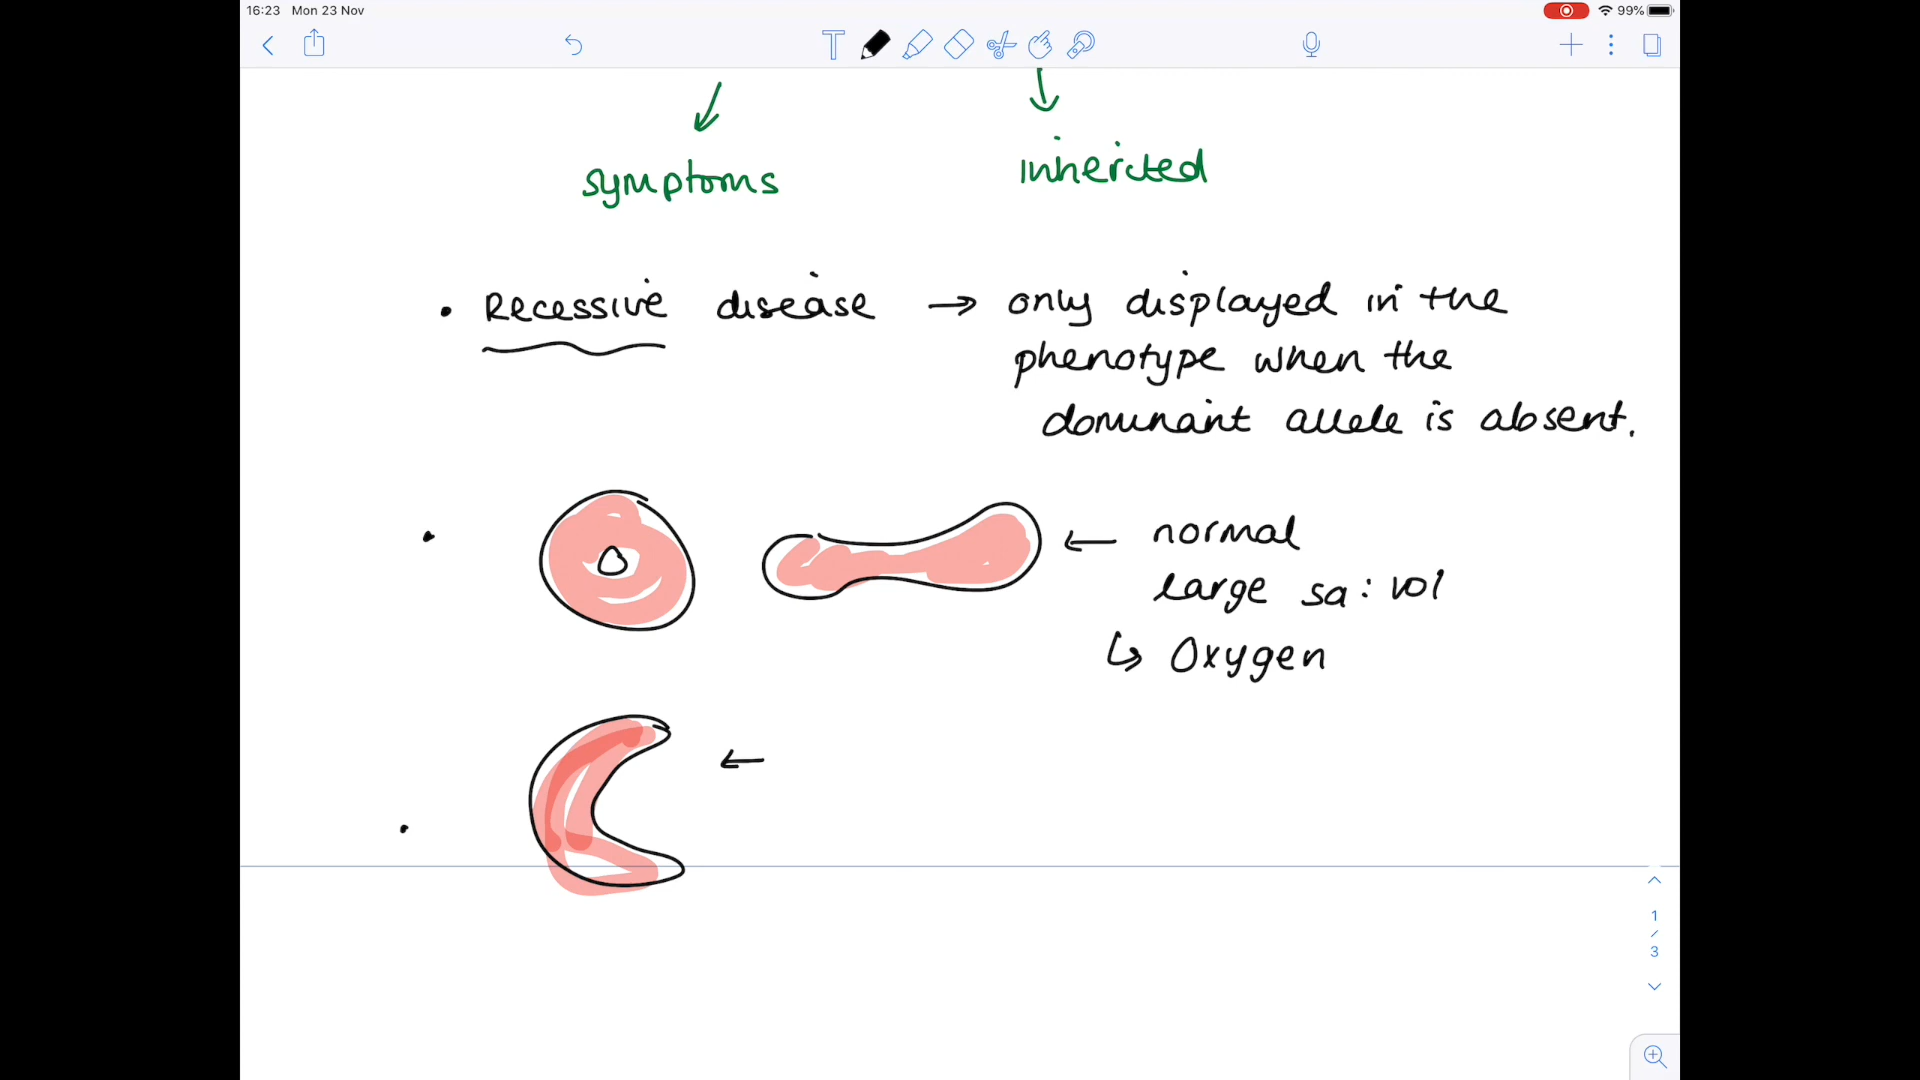 16:23 Mon 23 Nov
99%
T
symptoms
inherited
• Recessive disease → only displayed in the
phenotype when the
dominant allele is absent.
• ← normal
large sa: vol
↳ Oxygen
• ←
1
/
3